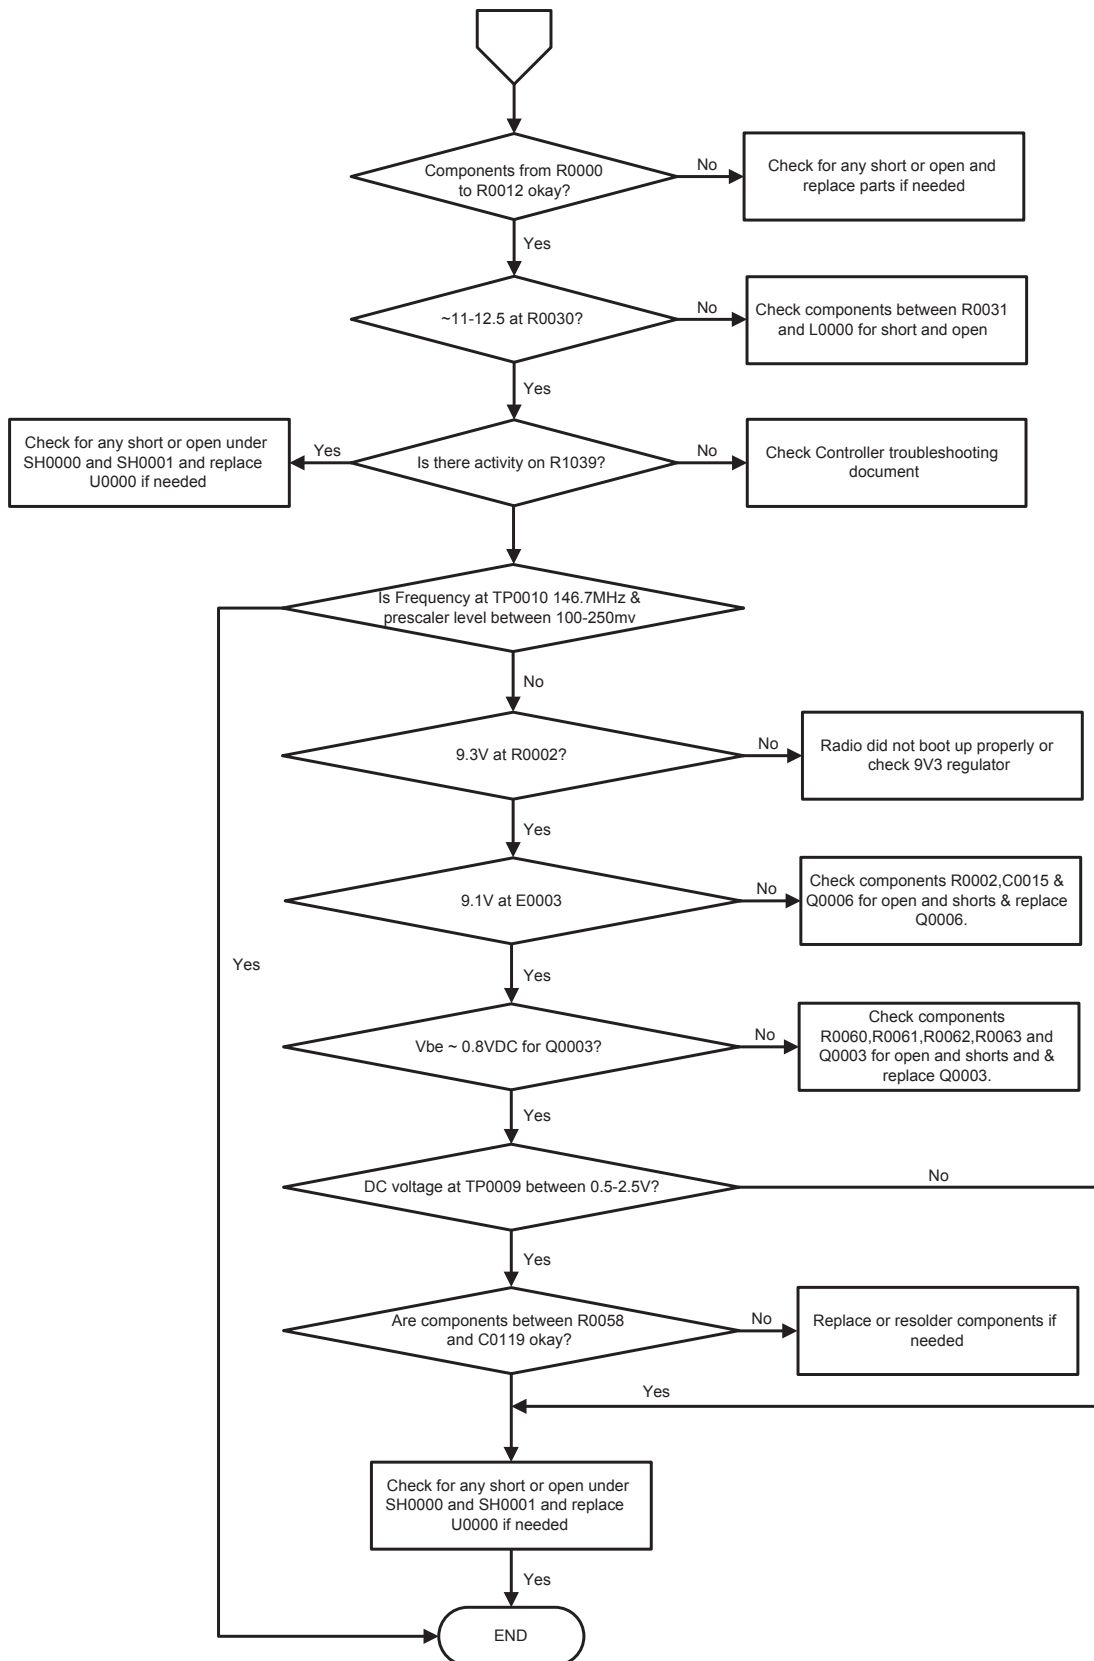 Components from R0000
to R0012 okay?
No
Check for any short or open and
replace parts if needed
Yes
~11-12.5 at R0030?
No
Check components between R0031
and L0000 for short and open
Yes
Check for any short or open under
SH0000 and SH0001 and replace
U0000 if needed
Yes
Is there activity on R1039?
No
Check Controller troubleshooting
document
Is Frequency at TP0010 146.7MHz &
prescaler level between 100-250mv
No
9.3V at R0002?
No
Radio did not boot up properly or
check 9V3 regulator
Yes
9.1V at E0003
No
Check components R0002,C0015 &
Q0006 for open and shorts & replace
Q0006.
Yes
Yes
Vbe ~ 0.8VDC for Q0003?
No
Check components
R0060,R0061,R0062,R0063 and
Q0003 for open and shorts and &
replace Q0003.
Yes
DC voltage at TP0009 between 0.5-2.5V?
No
Yes
Are components between R0058
and C0119 okay?
No
Replace or resolder components if
needed
Yes
Check for any short or open under
SH0000 and SH0001 and replace
U0000 if needed
Yes
END